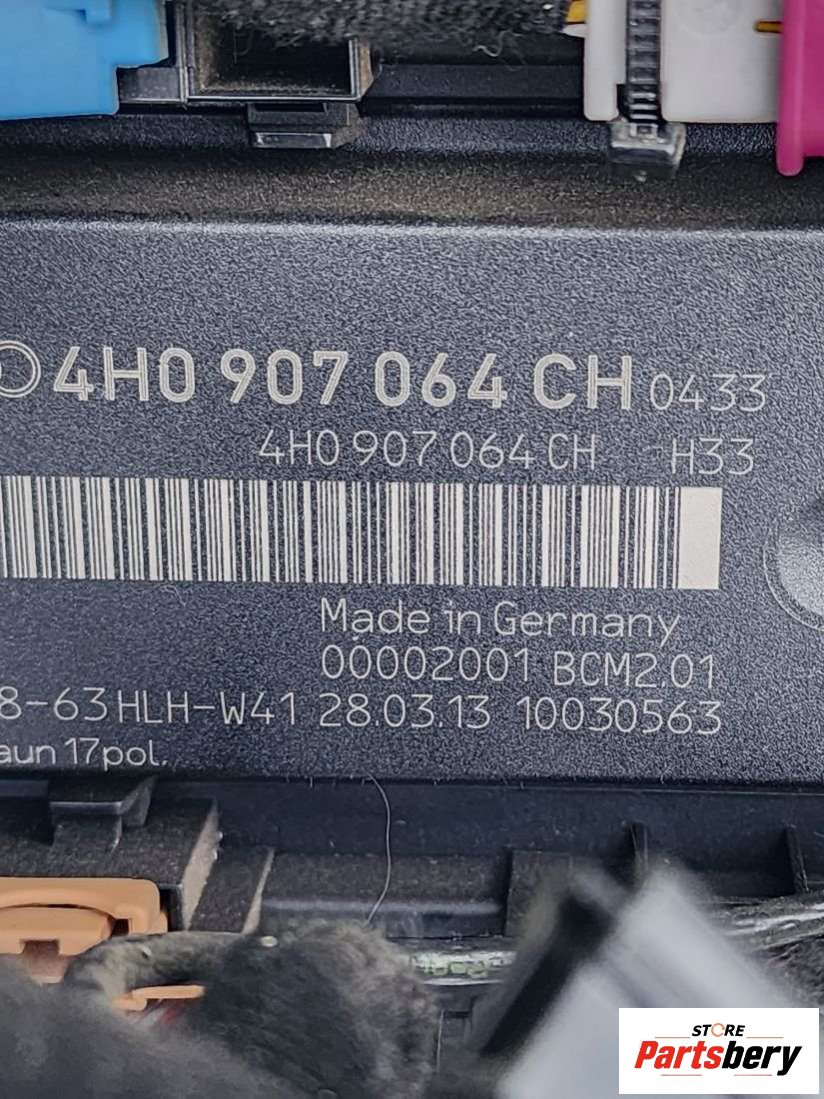 4H0 907 064 CH 0433
4H0 907 064 CH H33
Made in Germany
00002001 BCM2.01
8-63 HLH-W41 28.03.13 10030563
aun 17pol.
STORE
Partsbery